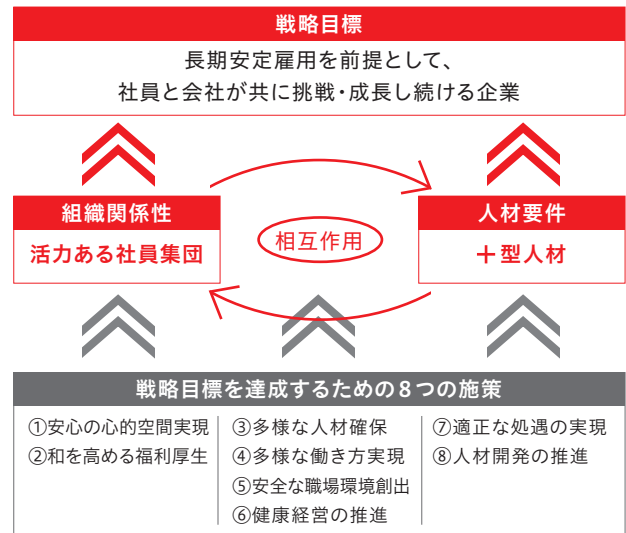 戦略目標
長期安定雇用を前提として、
社員と会社が共に挑戦・成長し続ける企業
組織関係性
活力ある社員集団
相互作用
人材要件
＋型人材
戦略目標を達成するための8つの施策
①安心の心的空間実現
②和を高める福利厚生
③多様な人材確保
④多様な働き方実現
⑤安全な職場環境創出
⑥健康経営の推進
⑦適正な処遇の実現
⑧人材開発の推進